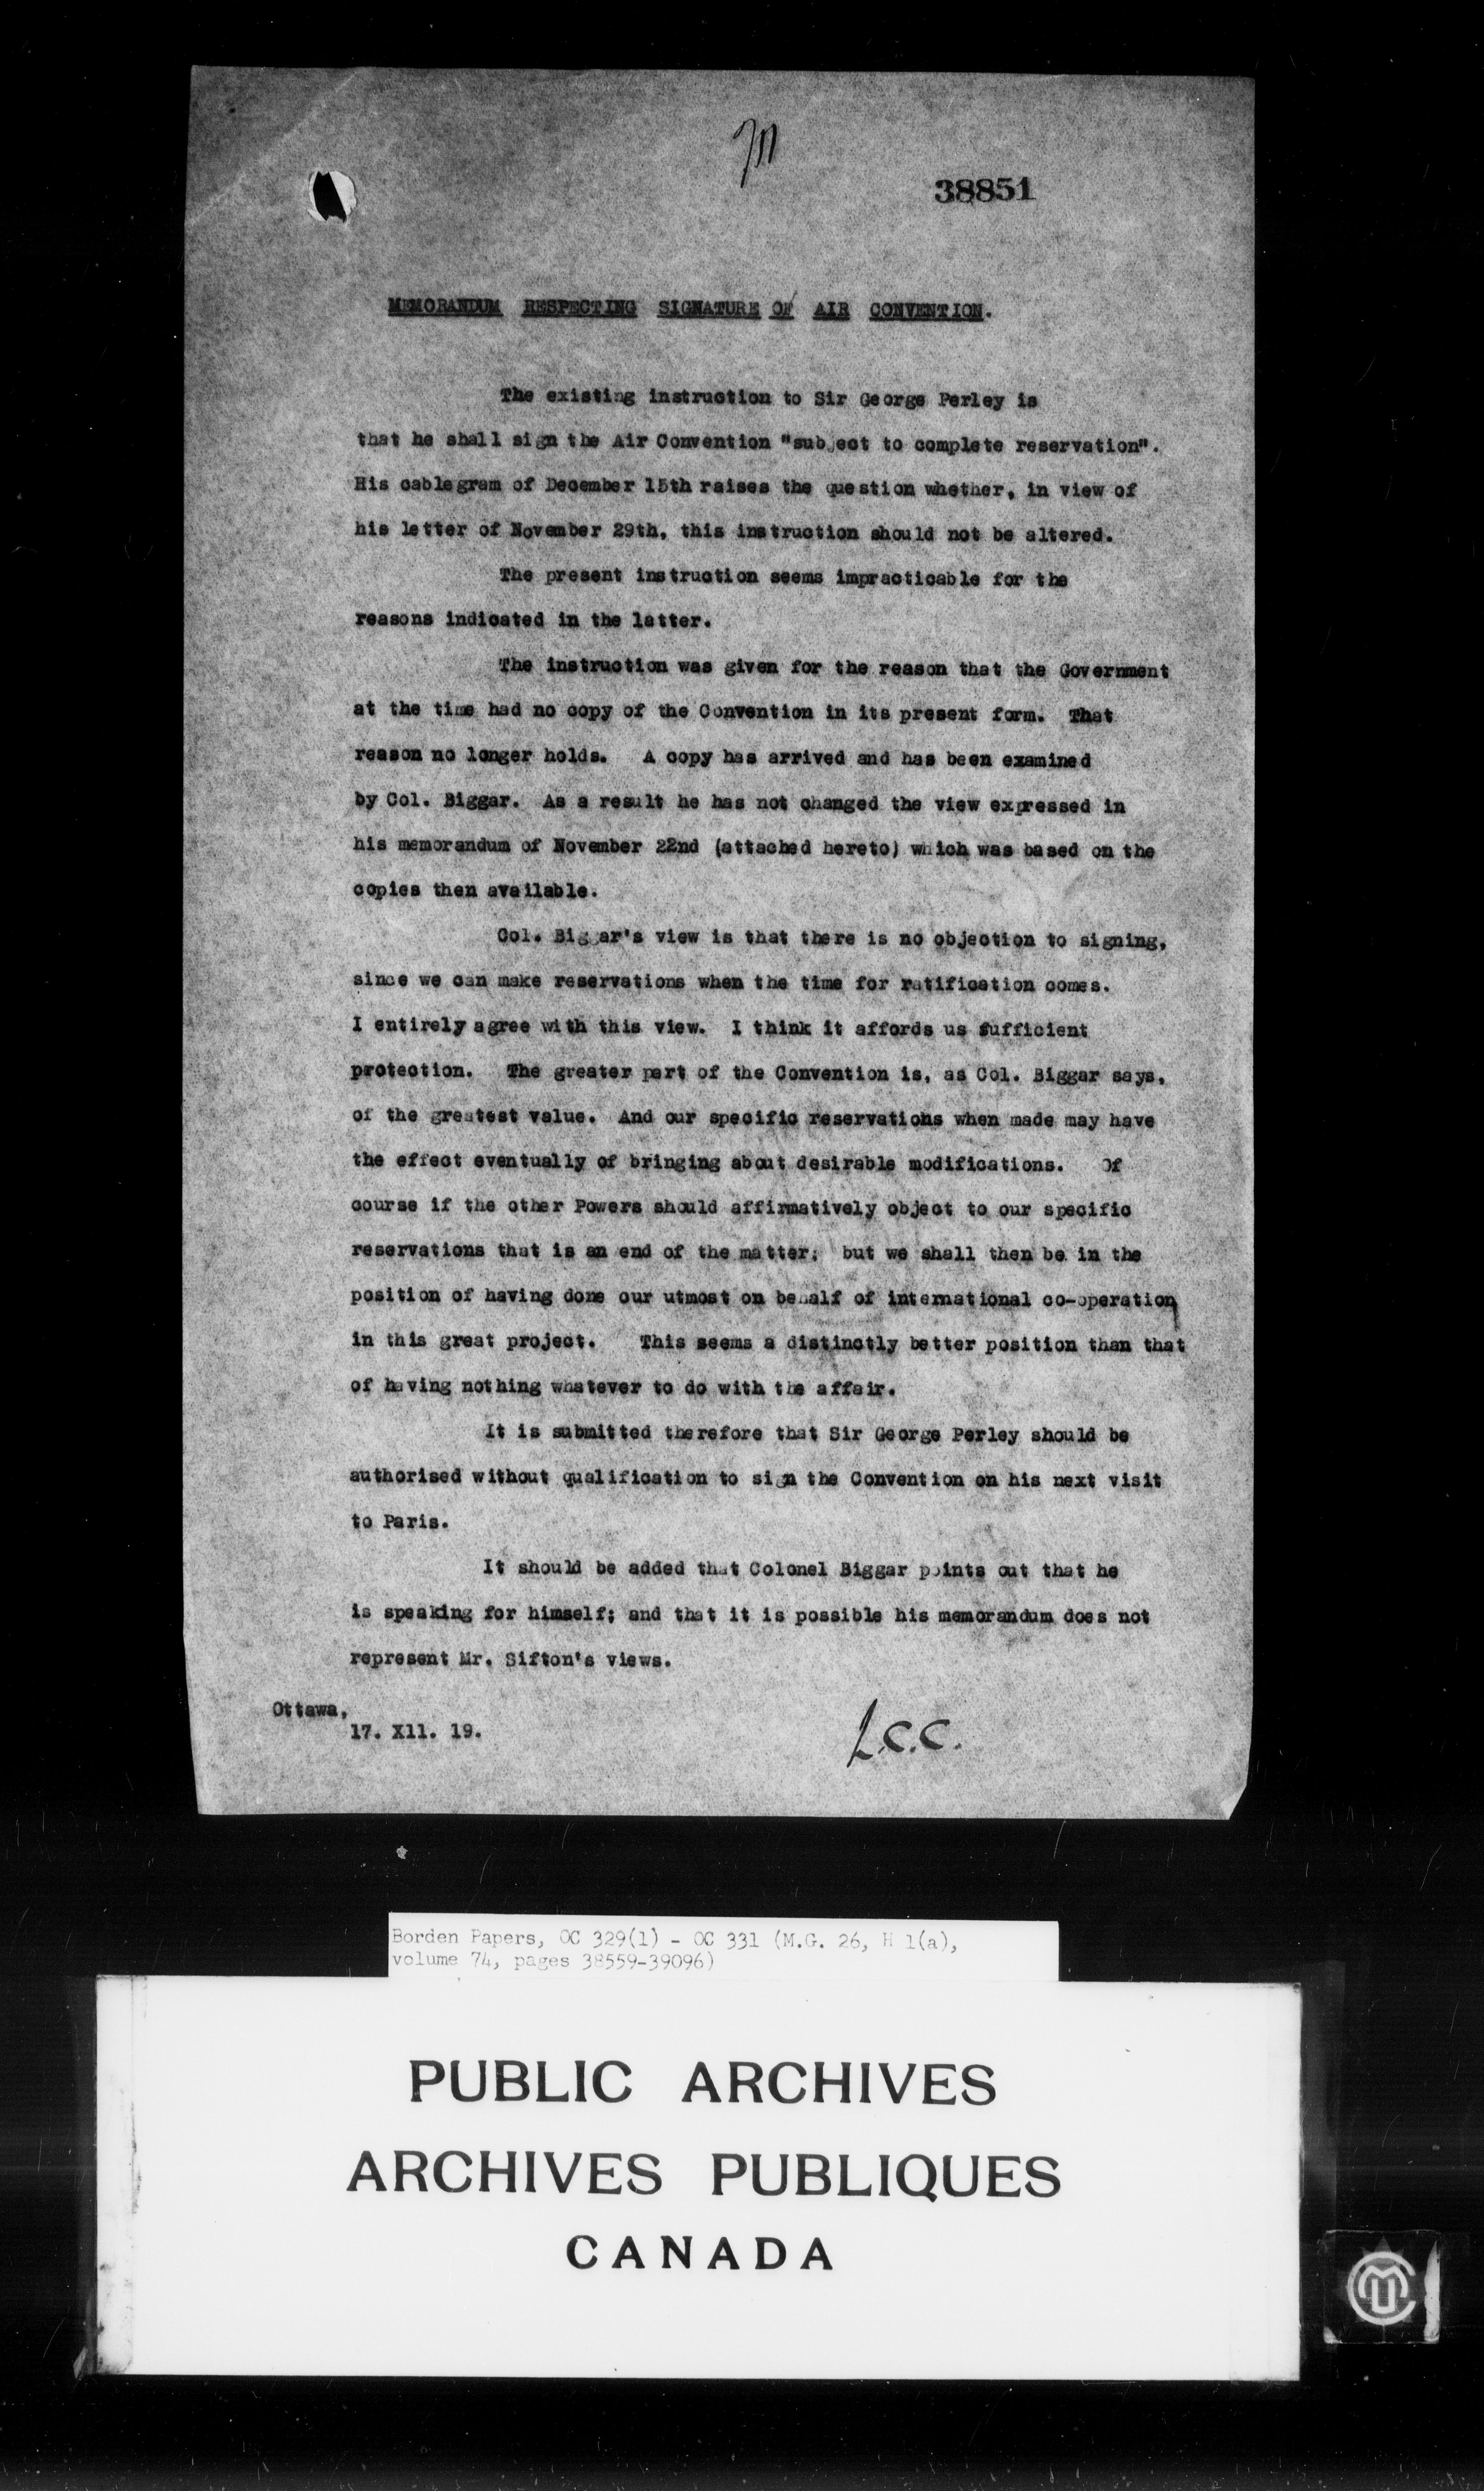 38851
MEMORANDUM RESPECTING SIGNATURE OF AIR CONVENTION.
The existing instruction to Sir George Perley is
that he shall sign the Air Convention "subject to complete reservation".
His cablegram of December 15th raises the question whether, in view of
his letter of November 29th, this instruction should not be altered.
The present instruction seems impracticable for the
reasons indicated in the latter.
The instruction was given for the reason that the Government
at the time had no copy of the Convention in its present form. That
reason no longer holds. A copy has arrived and has been examined
by Col. Biggar. As a result he has not changed the view expressed in
his memorandum of November 22nd (attached hereto) which was based on the
copies then available.
Col. Biggar's view is that there is no objection to signing,
since we can make reservations when the time for ratification comes.
I entirely agree with this view. I think it affords us sufficient
protection. The greater part of the Convention is, as Col. Biggar says,
of the greatest value. And our specific reservations when made may have
the effect eventually of bringing about desirable modifications. Of
course if the other Powers should affirmatively object to our specific
reservations that is an end of the matter; but we shall then be in the
position of having done our utmost on behalf of international co-operation
in this great project. This seems a distinctly better position than that
of having nothing whatever to do with the affair.
It is submitted therefore that Sir George Perley should be
authorised without qualification to sign the Convention on his next visit
to Paris.
It should be added that Colonel Biggar points out that he
is speaking for himself; and that it is possible his memorandum does not
represent Mr. Sifton's views.
Ottawa,
17. X11. 19.
L.C.C.
Borden Papers, OC 329(1) - OC 331 (M.G. 26, H 1(a),
volume 74, pages 38559-39096)
PUBLIC ARCHIVES
ARCHIVES PUBLIQUES
CANADA